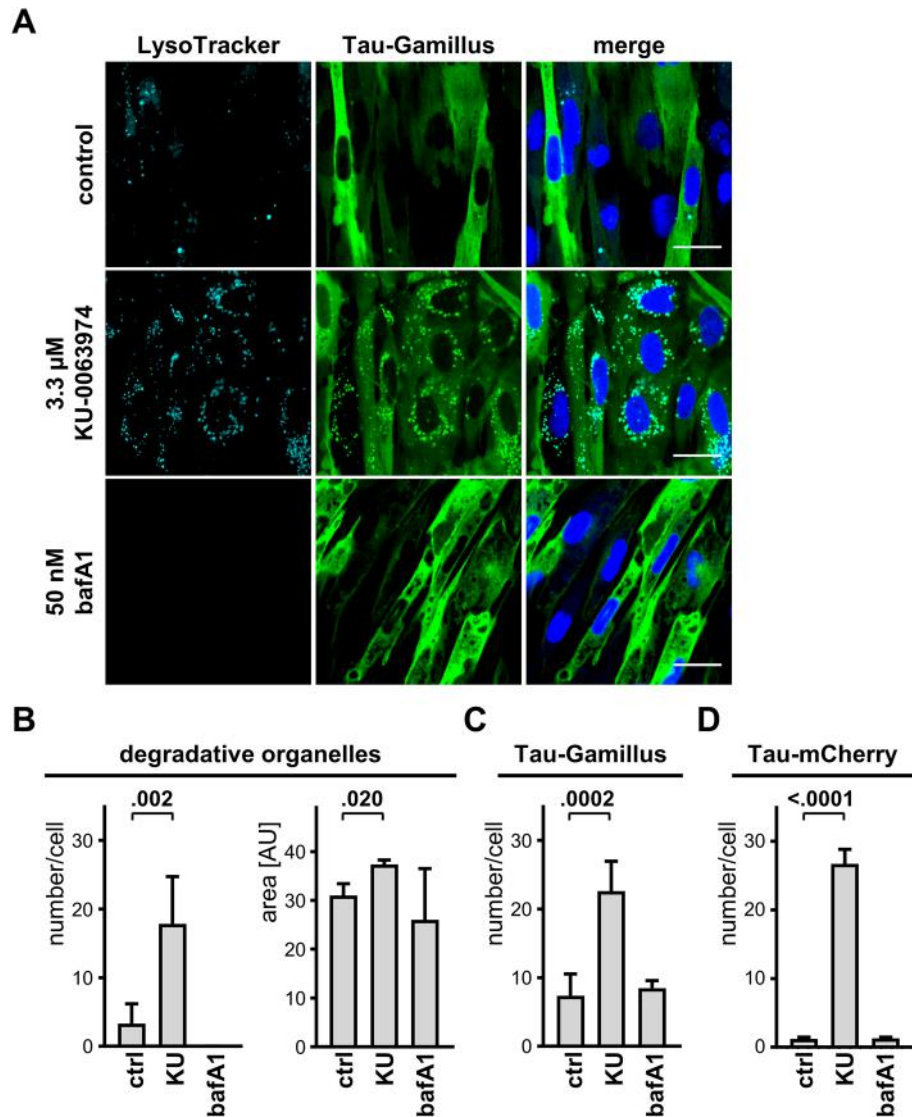 A
LysoTracker Tau-Gamillus merge
control
3.3 µM
KU-0063974
50 nM
bafA1
B C D
degradative organelles Tau-Gamillus Tau-mCherry
.002 .020 .0002 <.0001
number/cell
30
20
10
0
ctrl
KU
bafA1
area [AU]
40
30
20
10
0
ctrl
KU
bafA1
number/cell
30
20
10
0
ctrl
KU
bafA1
number/cell
30
20
10
0
ctrl
KU
bafA1